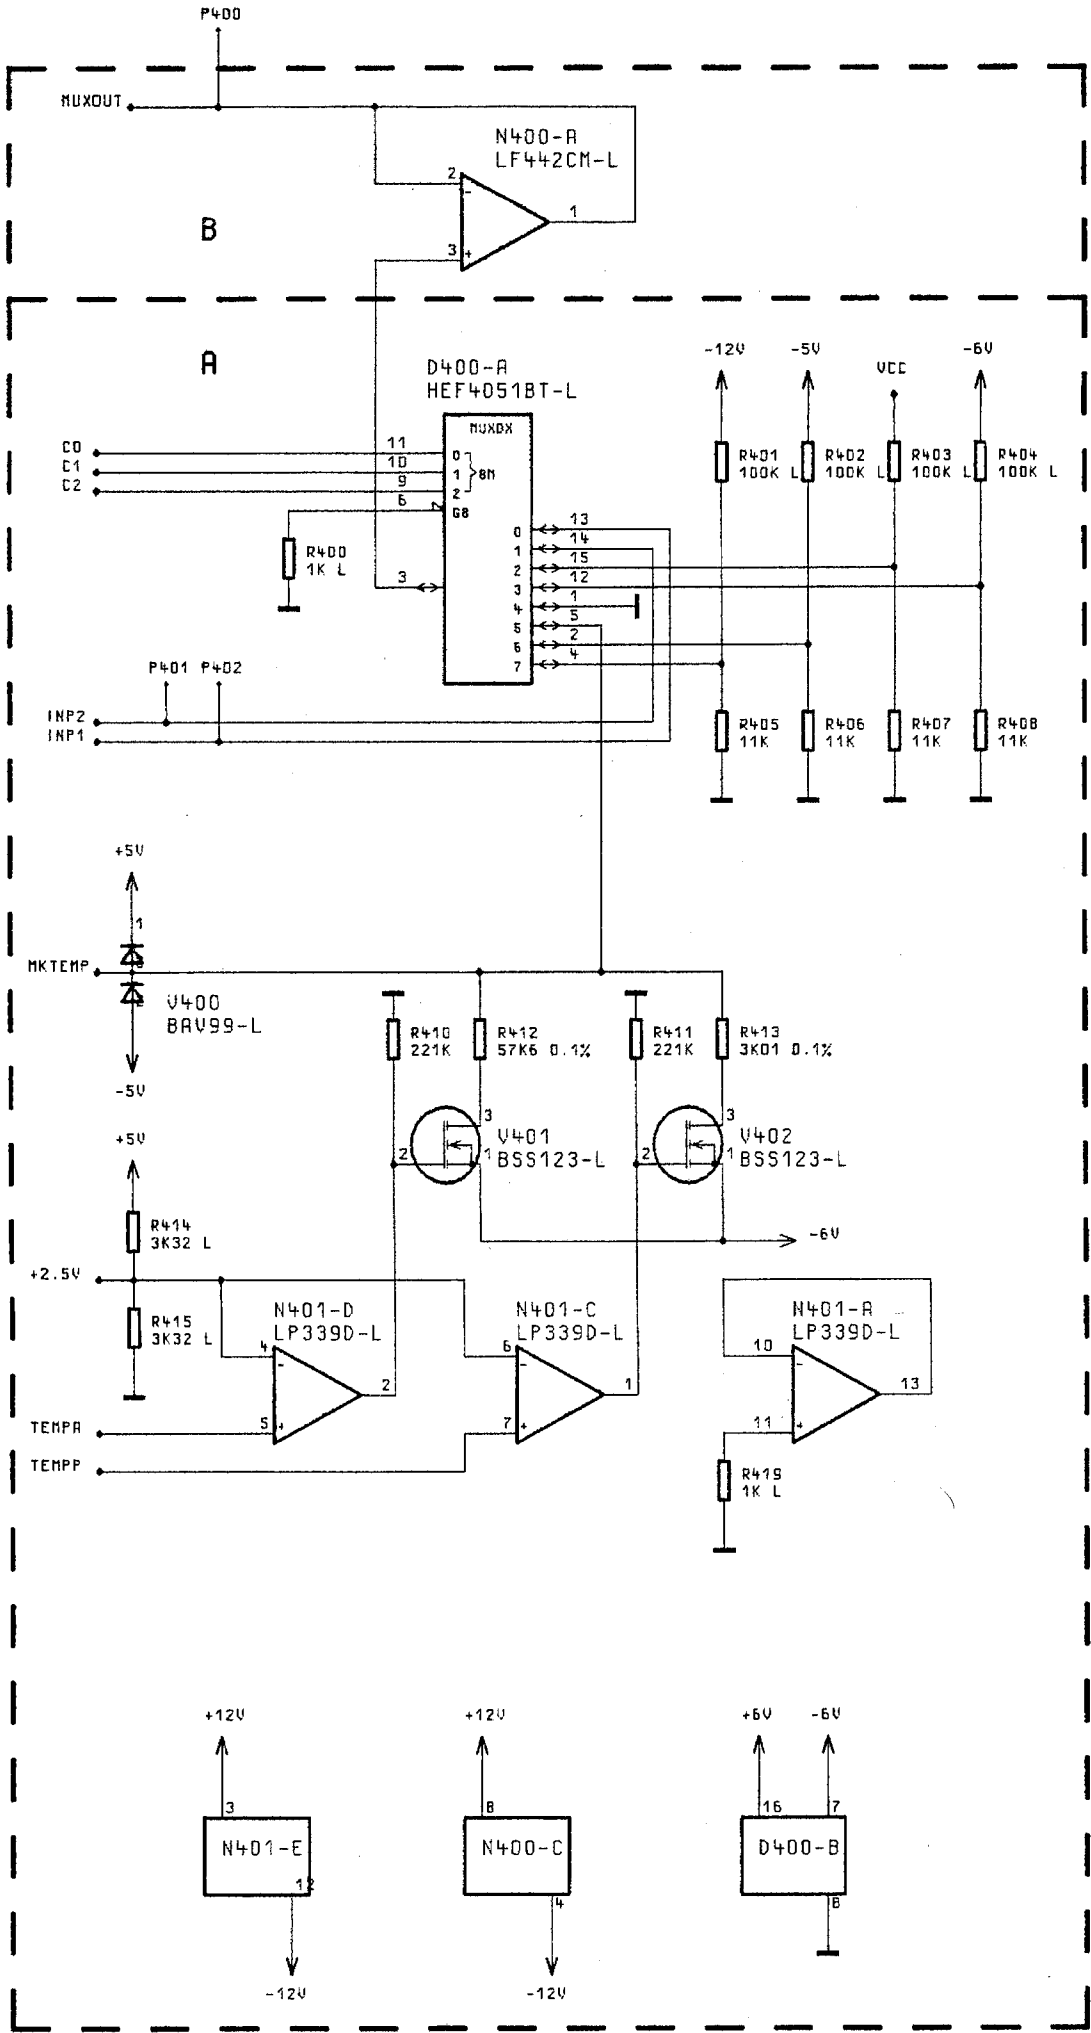 P400
MUXOUT
N400-A
LF442CM-L
2
-
1
3
+
B
A
D400-A
HEF4051BT-L
MUXDX
C0
C1
C2
11
10
9
6
0
1
2
G8
8M
R400
1K L
3
13
14
15
12
1
5
2
4
0
1
2
3
4
5
6
7
-12V
-5V
VCC
-6V
R401
100K L
R402
100K L
R403
100K L
R404
100K L
P401 P402
INP2
INP1
R405
11K
R406
11K
R407
11K
R408
11K
+5V
1
MKTEMP
V400
BAV99-L
-5V
R410
221K
R412
57K6 0.1%
R411
221K
R413
3K01 0.1%
3
V401
BSS123-L
2
1
3
V402
BSS123-L
2
1
-6V
+5V
R414
3K32 L
+2.5V
R415
3K32 L
N401-D
LP339D-L
4
-
2
5
+
N401-C
LP339D-L
6
-
1
7
+
N401-A
LP339D-L
10
-
13
11
+
TEMPA
TEMPP
R419
1K L
+12V
3
N401-E
12
-12V
+12V
8
N400-C
4
-12V
+6V -6V
16
7
D400-B
8